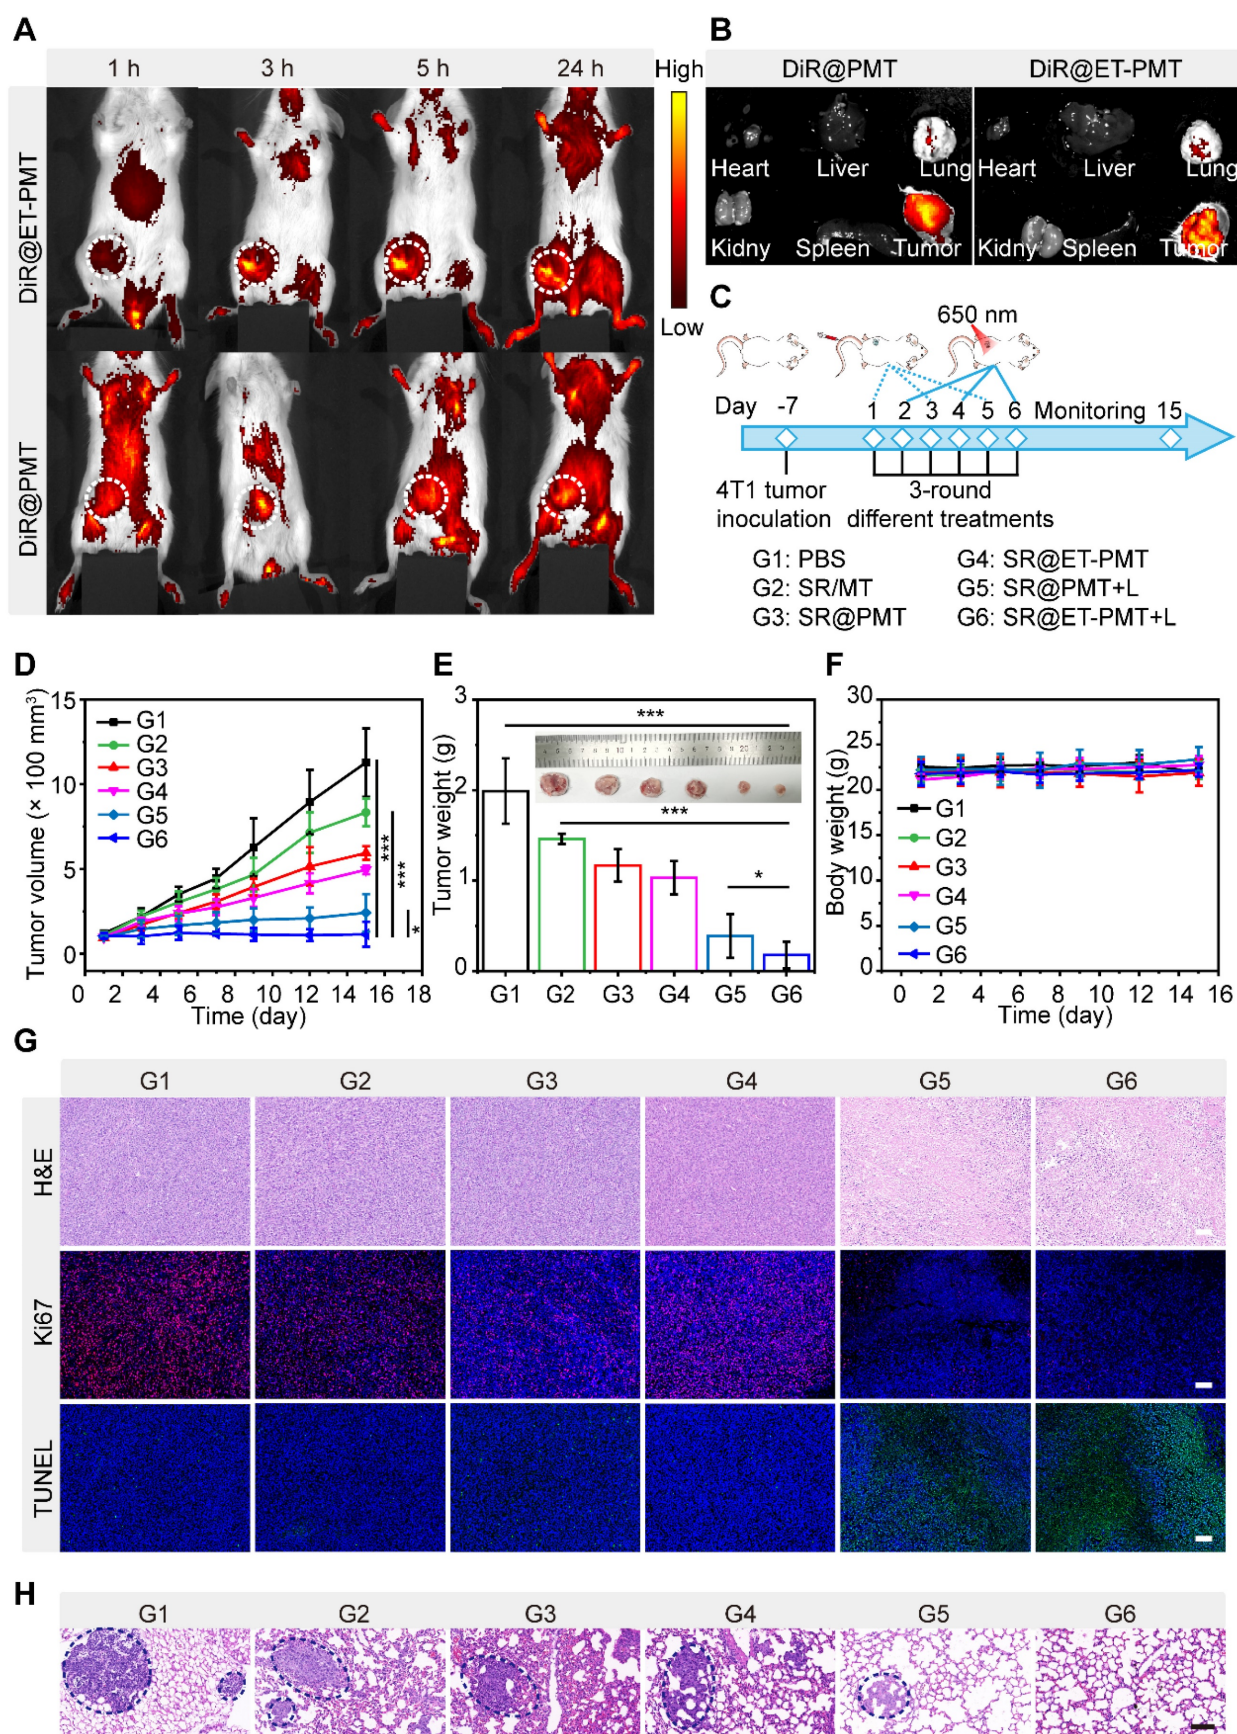 A
1 h 3 h 5 h 24 h
DiR@ET-PMT
DiR@PMT
High
Low
B
DiR@PMT DiR@ET-PMT
Heart Liver Lung Heart Liver Lung
Kidny Spleen Tumor Kidny Spleen Tumor
C
650 nm
Day -7 1 2 3 4 5 6 Monitoring 15
4T1 tumor 3-round
inoculation different treatments
G1: PBS G4: SR@ET-PMT
G2: SR/MT G5: SR@PMT+L
G3: SR@PMT G6: SR@ET-PMT+L
D
Tumor volume (× 100 mm³)
15
10
5
0
G1
G2
G3
G4
G5
G6
***
***
*
0 2 4 6 8 10 12 14 16 18
Time (day)
E
Tumor weight (g)
3
2
1
0
***
***
*
G1 G2 G3 G4 G5 G6
F
Body weight (g)
30
25
20
15
10
5
0
G1
G2
G3
G4
G5
G6
0 2 4 6 8 10 12 14 16
Time (day)
G
G1 G2 G3 G4 G5 G6
H&E
Ki67
TUNEL
H
G1 G2 G3 G4 G5 G6